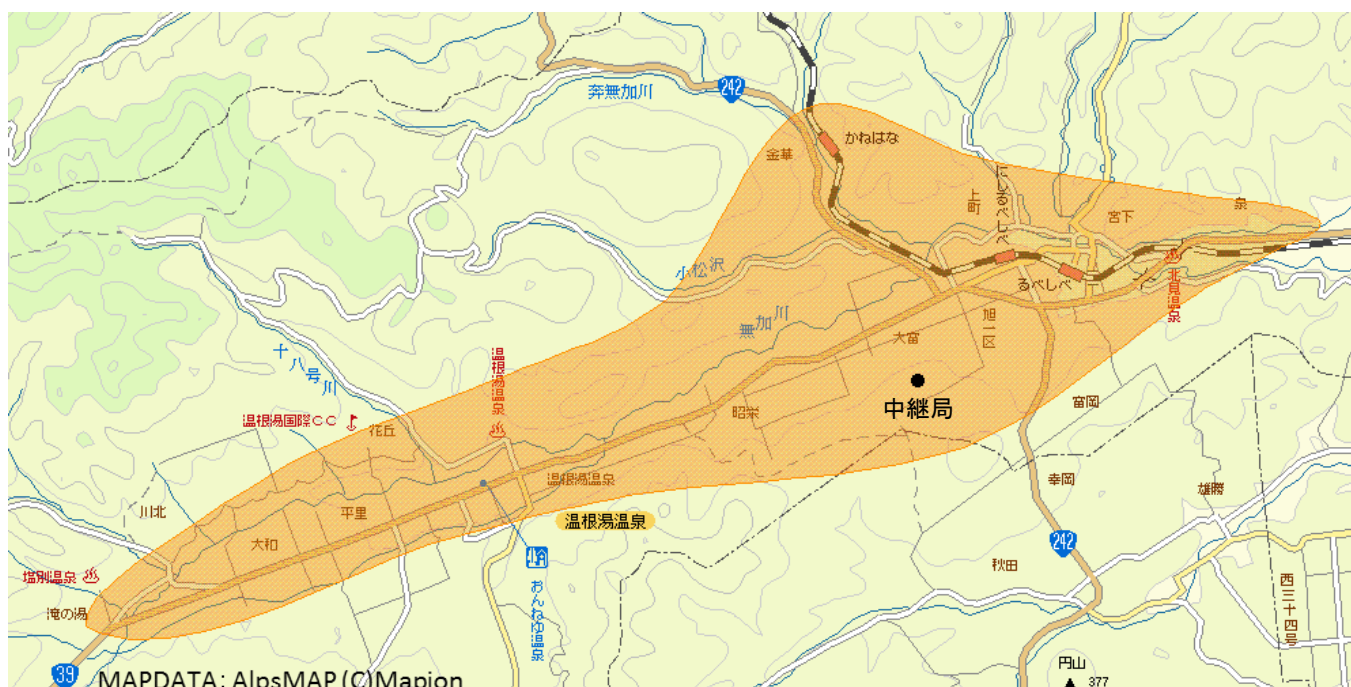 242
奔無加川
かねはな
金華
にしるべしべ
上町
宮下
泉
小松沢
るべしべ
北見温泉
無加川
旭一区
大富
中継局
十八号川
温根湯温泉
温根湯国際CC
花丘
昭栄
富岡
温根湯温泉
幸岡
雄勝
川北
平里
温根湯温泉
大和
242
秋田
塩別温泉
おんねゆ温泉
西三十四号
滝の湯
39
円山
377
MAPDATA: AlpsMAP (C)Mapion